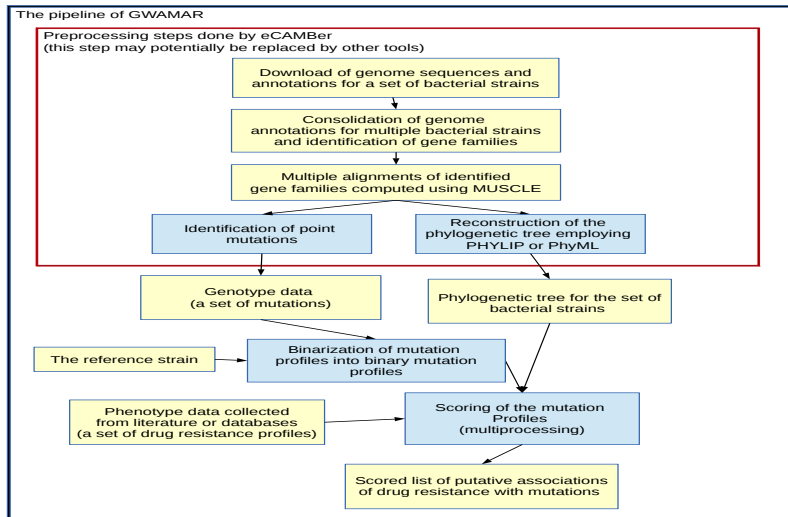 The pipeline of GWAMAR
Preprocessing steps done by eCAMBer
(this step may potentially be replaced by other tools)
Download of genome sequences and
annotations for a set of bacterial strains
Consolidation of genome
annotations for multiple bacterial strains
and identification of gene families
Multiple alignments of identified
gene families computed using MUSCLE
Identification of point
mutations
Reconstruction of the
phylogenetic tree employing
PHYLIP or PhyML
Genotype data
(a set of mutations)
Phylogenetic tree for the set of
bacterial strains
The reference strain
Binarization of mutation
profiles into binary mutation
profiles
Phenotype data collected
from literature or databases
(a set of drug resistance profiles)
Scoring of the mutation
Profiles
(multiprocessing)
Scored list of putative associations
of drug resistance with mutations